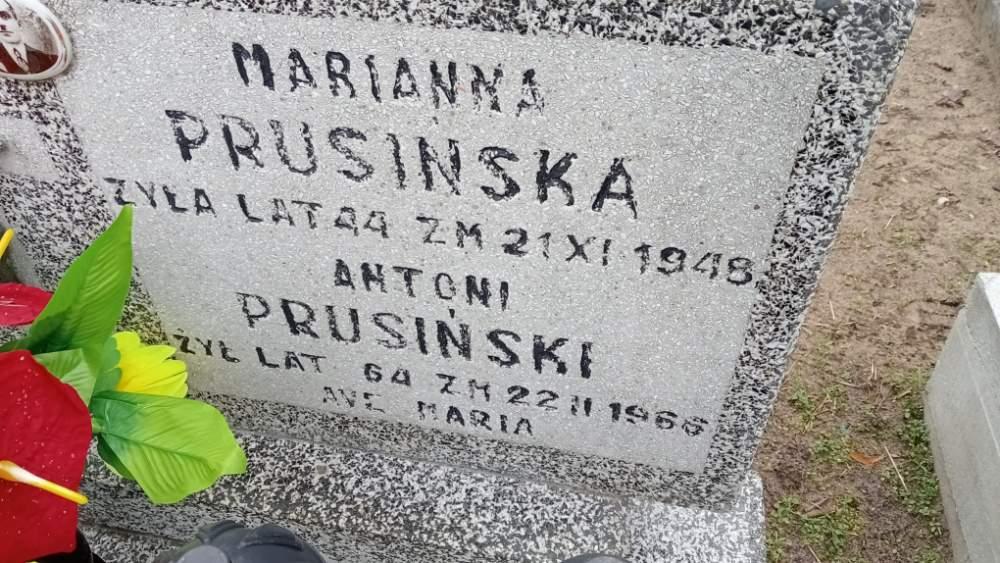 MARIANNA
PRUSIŃSKA
ŻYŁA LAT 44 ZM 21 XI 1948
ANTONI
PRUSIŃSKI
ŻYŁ LAT 64 ZM 22 II 1966
AVE MARIA